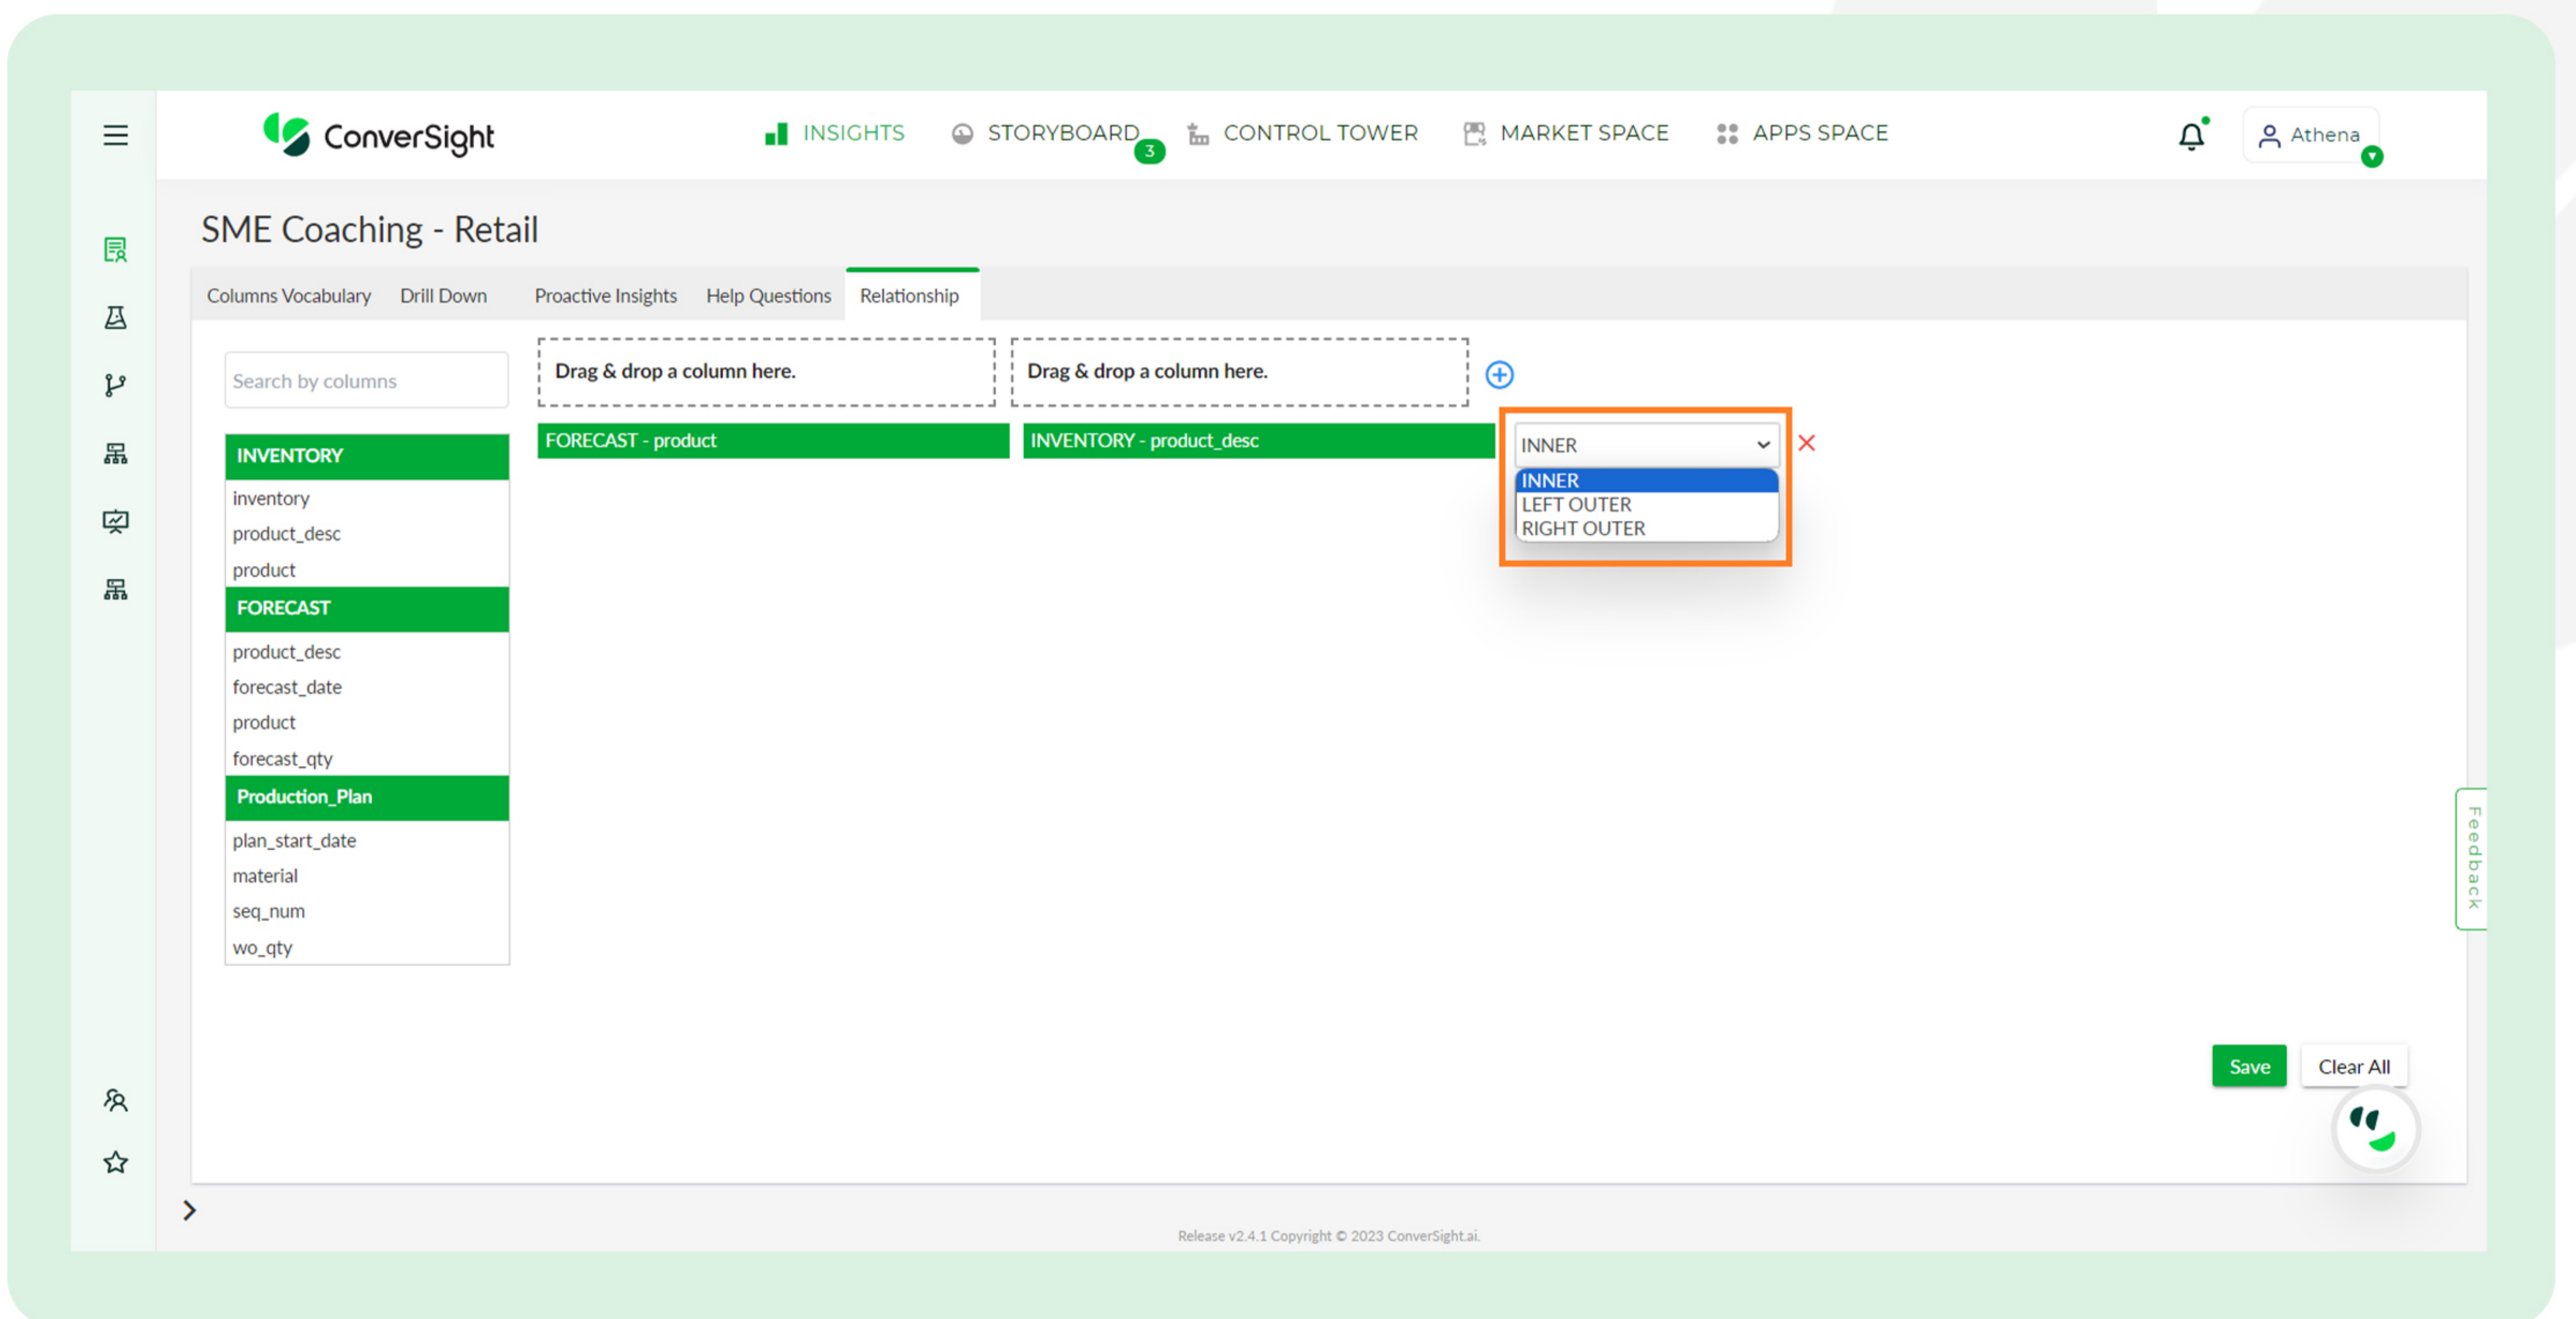 ConverSight
INSIGHTS
STORYBOARD
3
CONTROL TOWER
MARKET SPACE
APPS SPACE
Athena
SME Coaching - Retail
Columns Vocabulary
Drill Down
Proactive Insights
Help Questions
Relationship
Search by columns
Drag & drop a column here.
Drag & drop a column here.
FORECAST - product
INVENTORY - product_desc
INNER
INNER
LEFT OUTER
RIGHT OUTER
INVENTORY
inventory
product_desc
product
FORECAST
product_desc
forecast_date
product
forecast_qty
Production_Plan
plan_start_date
material
seq_num
wo_qty
Feedback
Save
Clear All
Release v2.4.1 Copyright © 2023 ConverSight.ai.